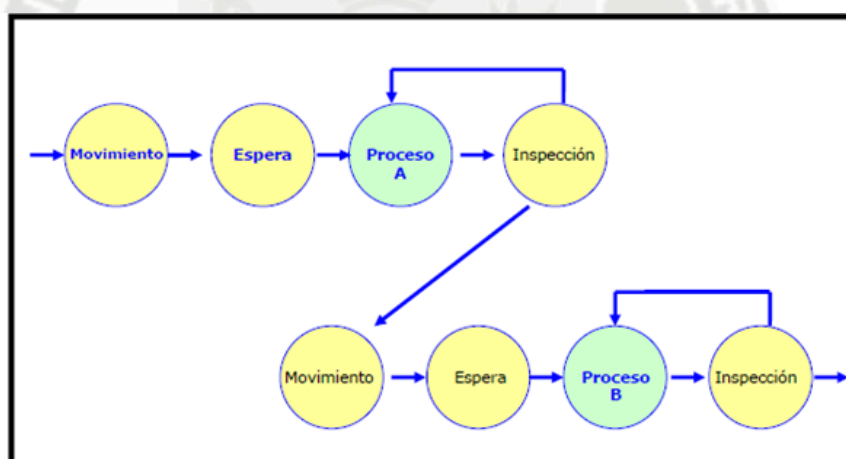 Movimiento
Espera
Proceso
A
Inspección
Movimiento
Espera
Proceso
B
Inspección